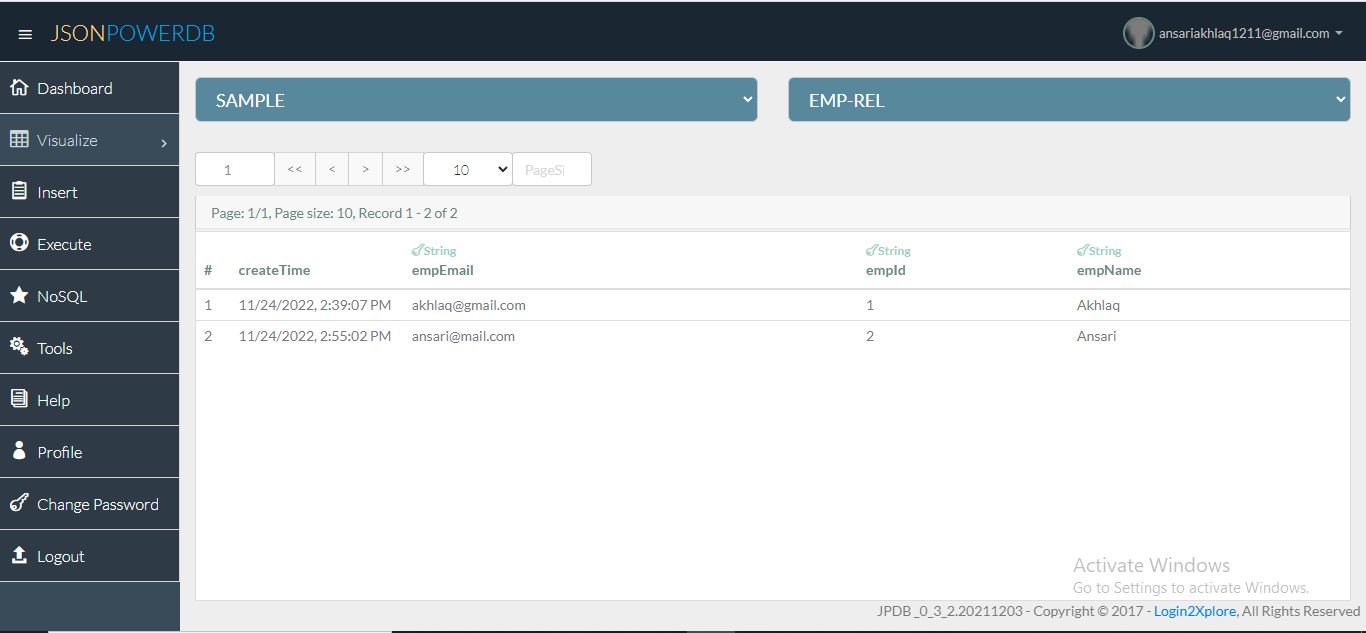 JSONPOWERDB
ansariakhlaq1211@gmail.com
Dashboard
Visualize
Insert
Execute
NoSQL
Tools
Help
Profile
Change Password
Logout
SAMPLE
EMP-REL
1 << < > >> 10 PageSi
Page: 1/1, Page size: 10, Record 1 - 2 of 2
String String String
# createTime empEmail empId empName
1 11/24/2022, 2:39:07 PM akhlaq@gmail.com 1 Akhlaq
2 11/24/2022, 2:55:02 PM ansari@mail.com 2 Ansari
Activate Windows
Go to Settings to activate Windows.
JPDB_0_3_2.20211203 - Copyright © 2017 - Login2Xplore, All Rights Reserved